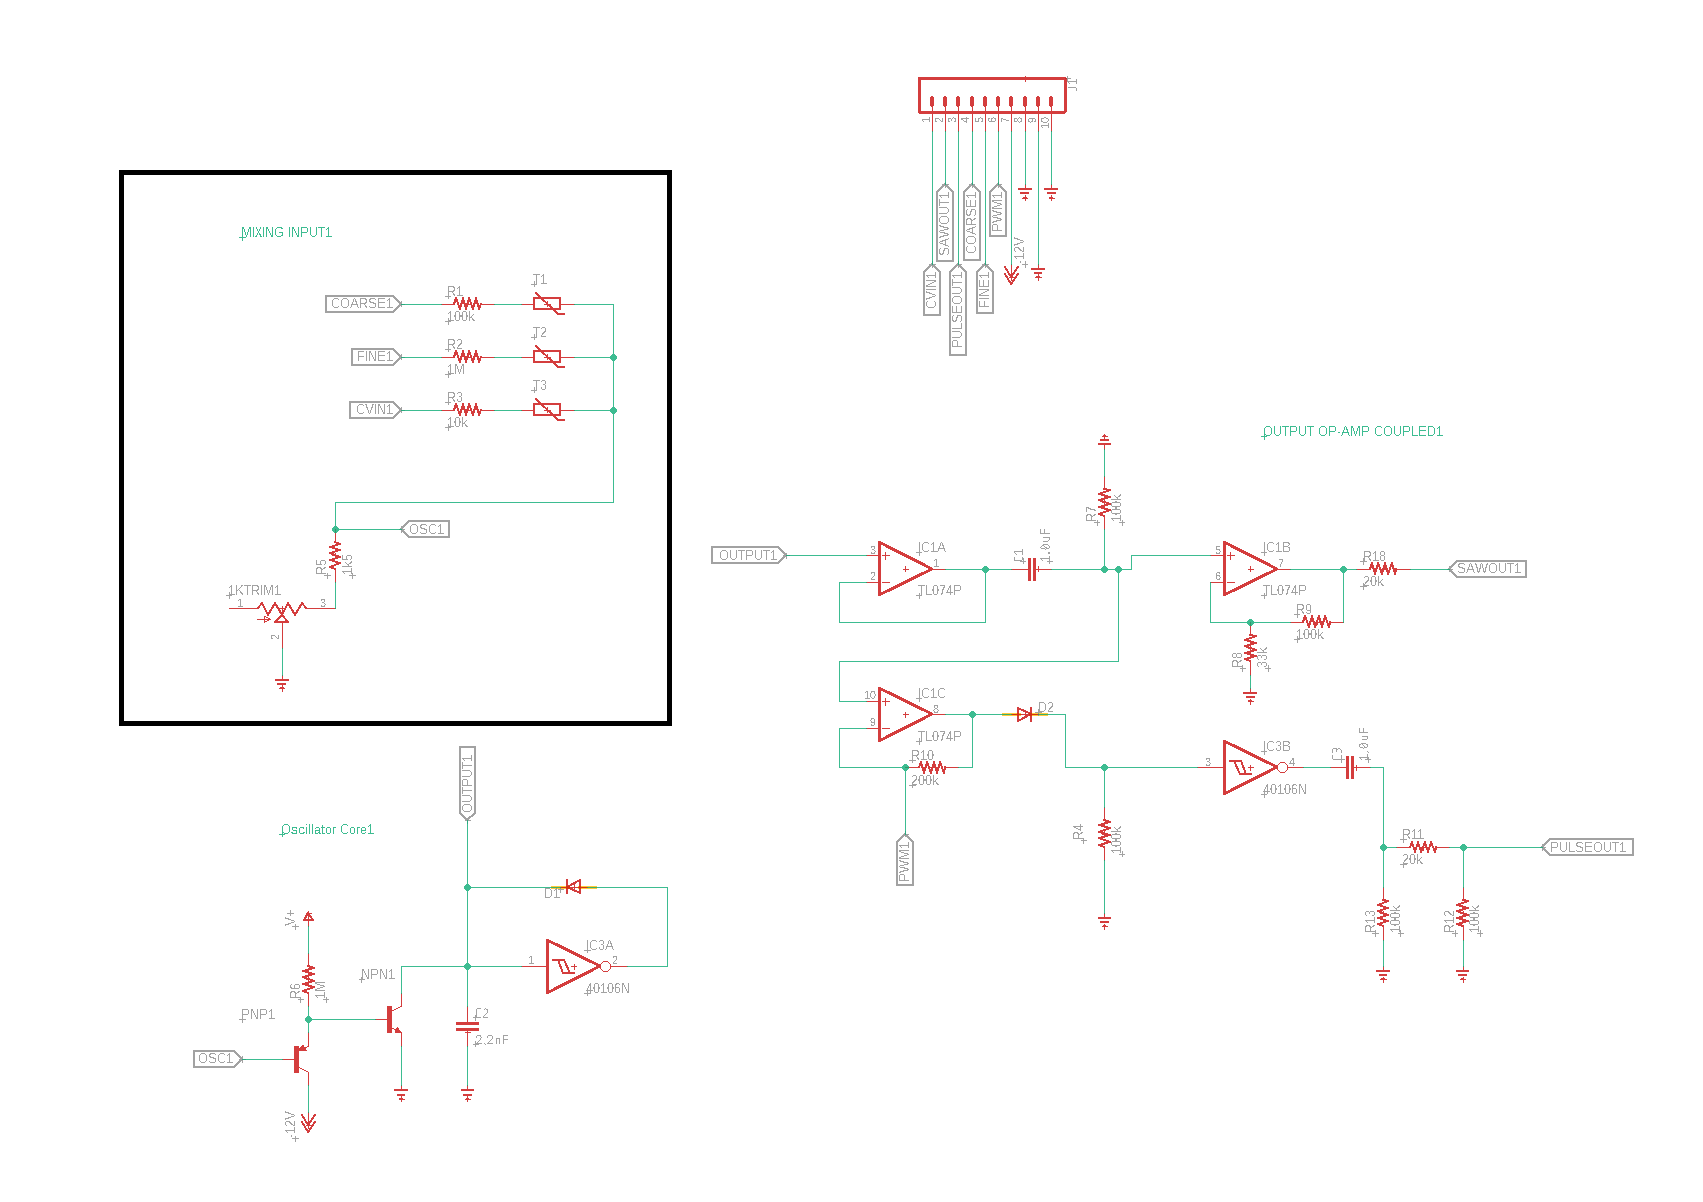 J1
1 2 3 4 5 6 7 8 9 10
SAWOUT1
COARSE1
PWM1
-12V
CVIN1
PULSEOUT1
FINE1
MIXING INPUT1
COARSE1
R1
100k
T1
FINE1
R2
1M
T2
CVIN1
R3
10k
T3
OSC1
R5
1k5
1KTRIM1
1
3
2
OUTPUT OP-AMP COUPLED1
OUTPUT1
3
2
1
IC1A
TL074P
C1
1.0uF
R7
100k
5
6
7
IC1B
TL074P
R18
20k
SAWOUT1
R9
100k
R8
33k
10
9
8
IC1C
TL074P
R10
200k
PWM1
D2
R4
100k
3
4
IC3B
40106N
C3
1.0uF
R11
20k
PULSEOUT1
R13
100k
R12
100k
OUTPUT1
Oscillator Core1
D1
1
2
IC3A
40106N
V+
R6
1M
NPN1
PNP1
OSC1
C2
2.2nF
-12V